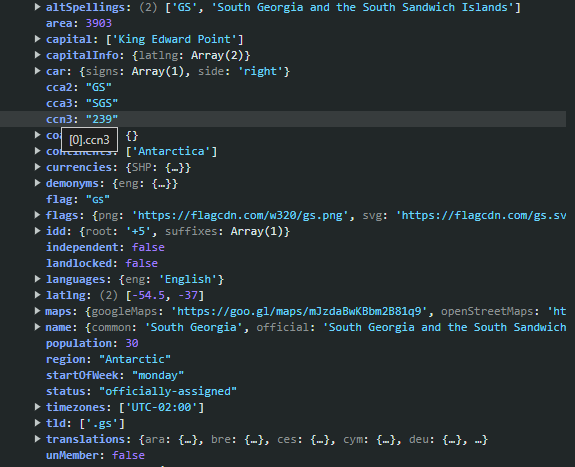 ▶ altSpellings: (2) ['GS', 'South Georgia and the South Sandwich Islands']
area: 3903
▶ capital: ['King Edward Point']
▶ capitalInfo: {latlng: Array(2)}
▶ car: {signs: Array(1), side: 'right'}
cca2: "GS"
cca3: "SGS"
ccn3: "239"
▶ {}
[0].ccn3
▶ continents: ['Antarctica']
▶ currencies: {SHP: {…}}
▶ demonyms: {eng: {…}}
flag: "GS"
▶ flags: {png: 'https://flagcdn.com/w320/gs.png', svg: 'https://flagcdn.com/gs.sv
▶ idd: {root: '+5', suffixes: Array(1)}
independent: false
landlocked: false
▶ languages: {eng: 'English'}
▶ latlng: (2) [-54.5, -37]
▶ maps: {googleMaps: 'https://goo.gl/maps/mJzdaBwKBbm2B81q9', openStreetMaps: 'ht
▶ name: {common: 'South Georgia', official: 'South Georgia and the South Sandwich
population: 30
region: "Antarctic"
startOfWeek: "monday"
status: "officially-assigned"
▶ timezones: ['UTC-02:00']
▶ tld: ['.gs']
▶ translations: {ara: {…}, bre: {…}, ces: {…}, cym: {…}, deu: {…}, …}
unMember: false